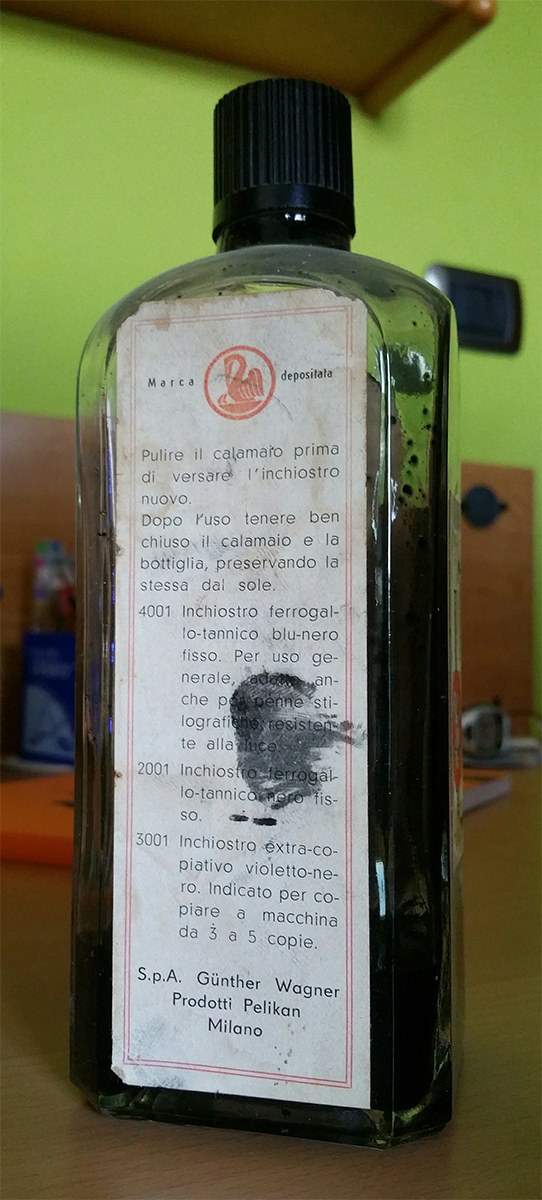 Marca depositata
Pulire il calamaio prima
di versare l'inchiostro
nuovo.
Dopo l'uso tenere ben
chiuso il calamaio e la
bottiglia, preservando la
stessa dal sole.
4001 Inchiostro ferrogal-
lo-tannico blu-nero
fisso. Per uso ge-
nerale, adatto an-
che per penne sti-
lografiche resisten-
te alla luce.
2001 Inchiostro ferrogal-
lo-tannico nero fis-
so.
3001 Inchiostro extra-co-
piativo violetto-ne-
ro. Indicato per co-
piare a macchina
da 3 a 5 copie.
S.p.A. Günther Wagner
Prodotti Pelikan
Milano